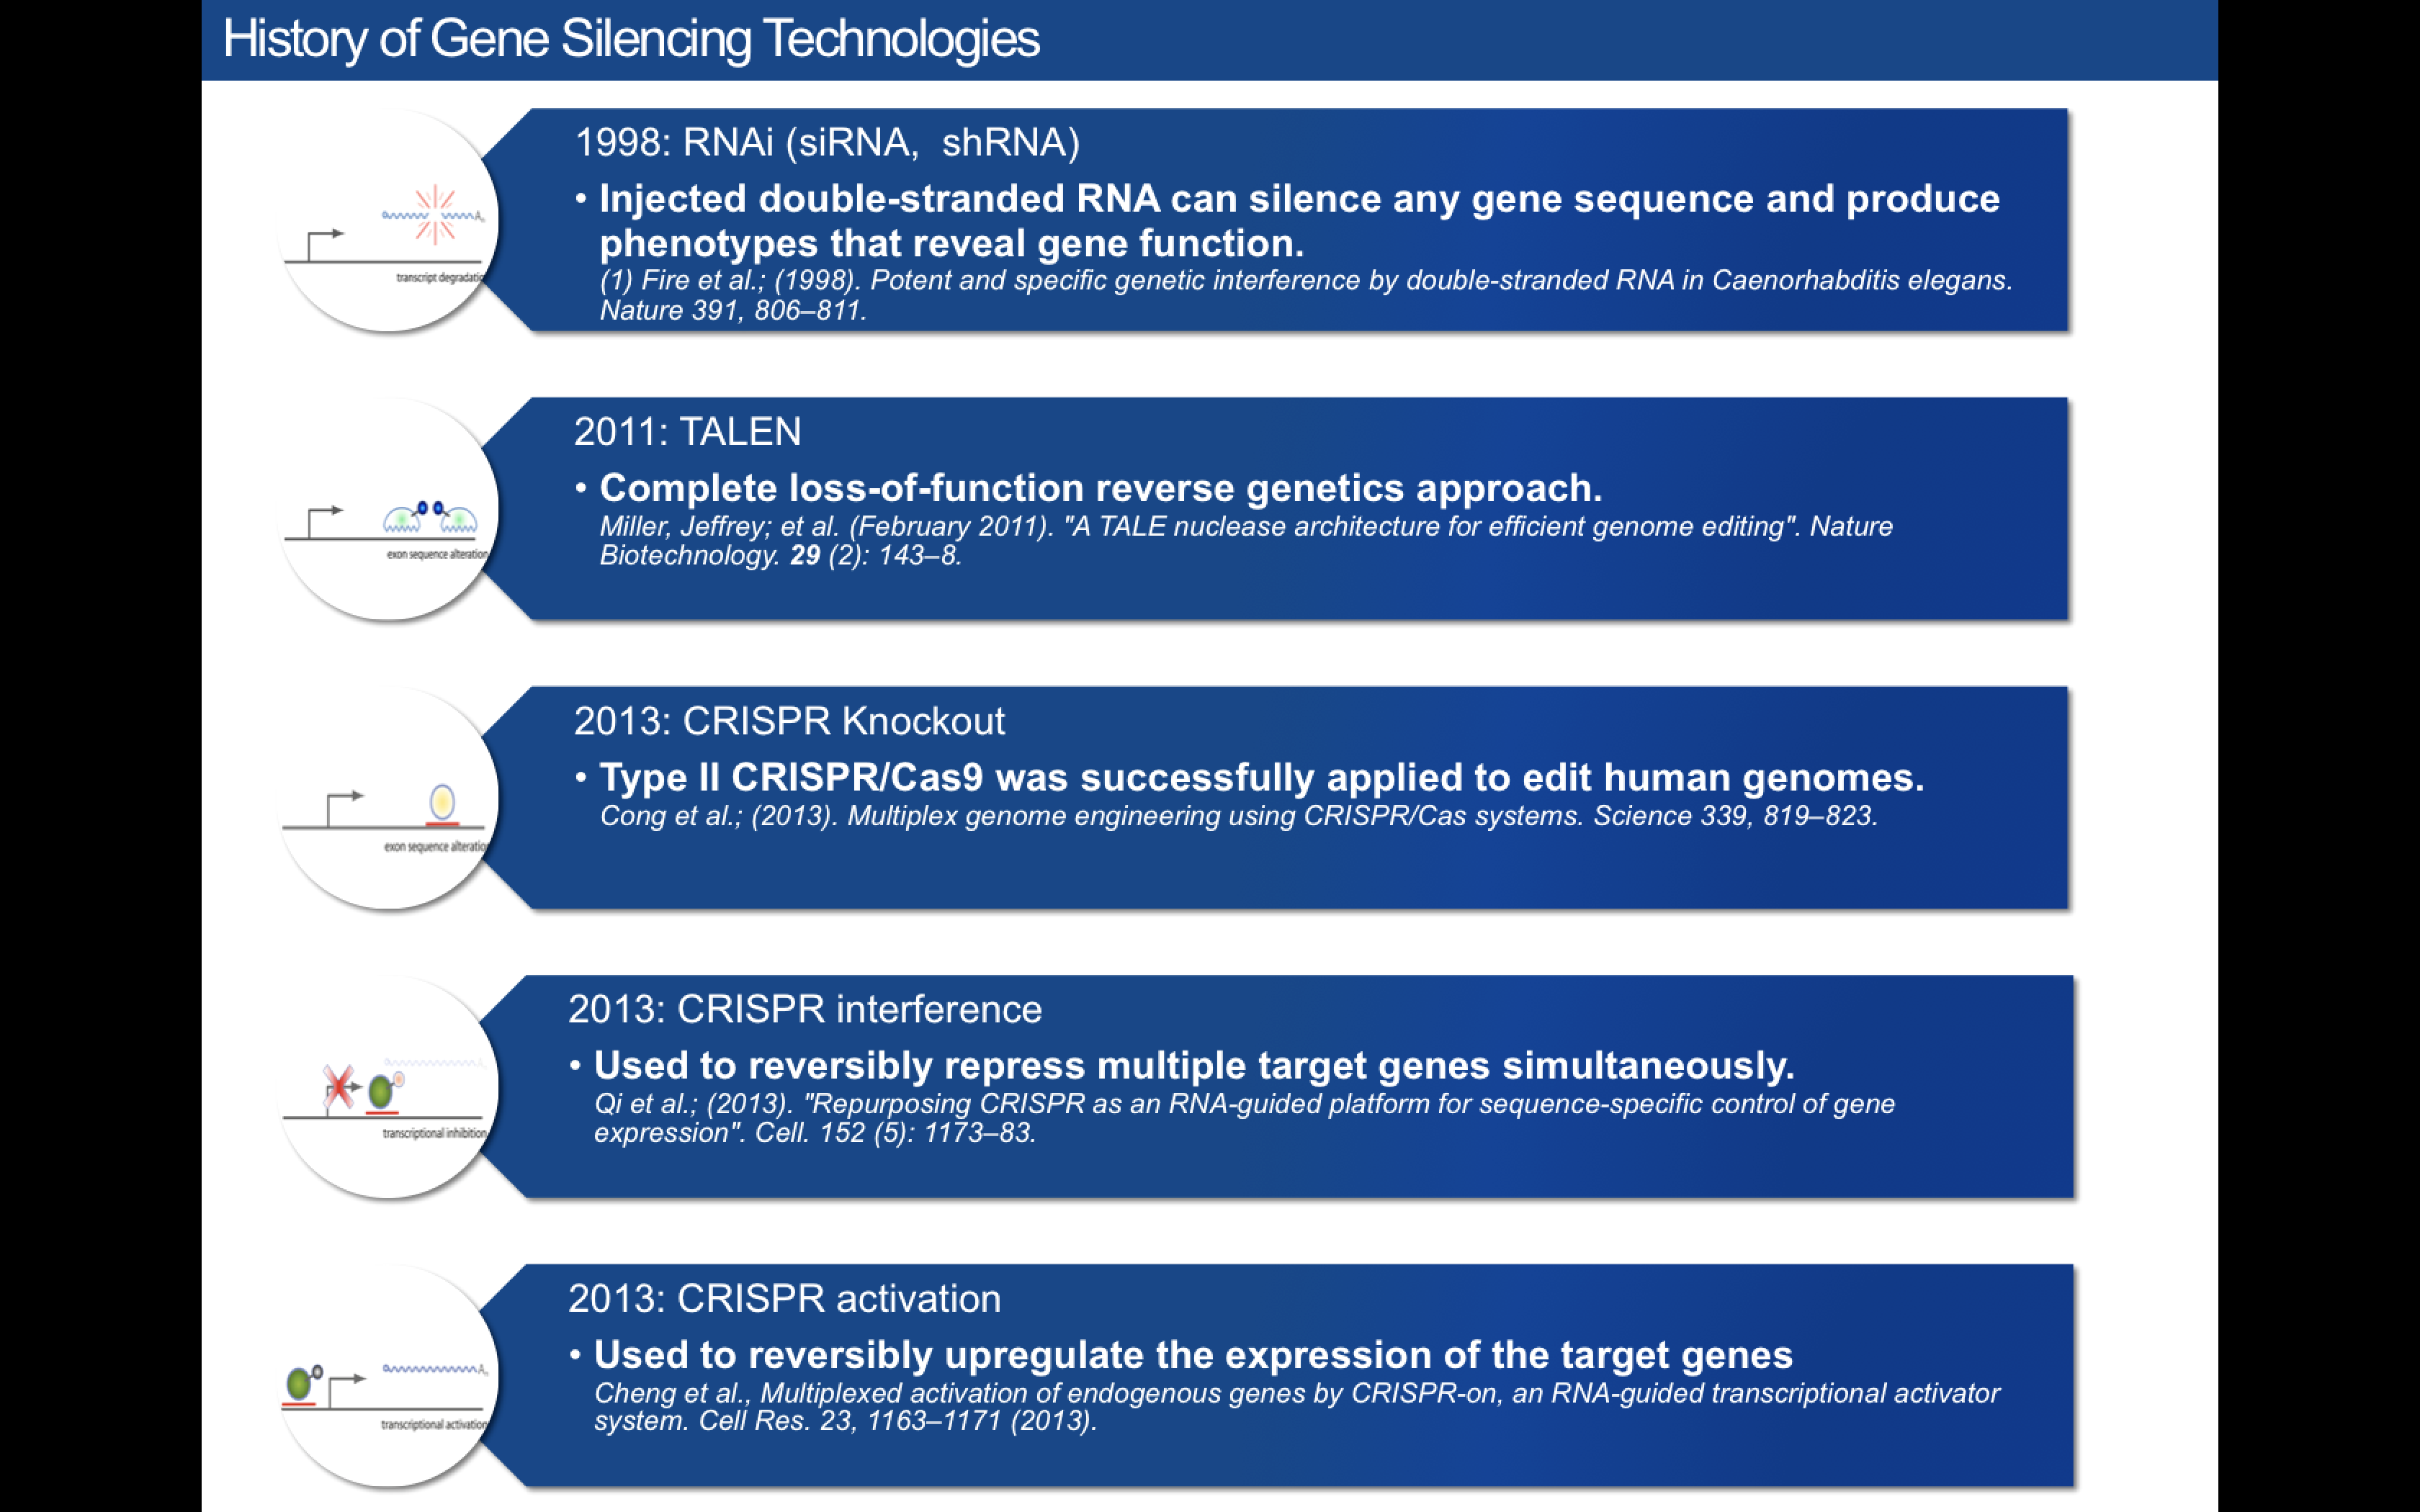 History of Gene Silencing Technologies
1998: RNAi (siRNA, shRNA)
• Injected double-stranded RNA can silence any gene sequence and produce
phenotypes that reveal gene function.
(1) Fire et al.; (1998). Potent and specific genetic interference by double-stranded RNA in Caenorhabditis elegans.
Nature 391, 806–811.
An
transcript degradatio
2011: TALEN
• Complete loss-of-function reverse genetics approach.
Miller, Jeffrey; et al. (February 2011). "A TALE nuclease architecture for efficient genome editing". Nature
Biotechnology. 29 (2): 143–8.
exon sequence alteration
2013: CRISPR Knockout
• Type II CRISPR/Cas9 was successfully applied to edit human genomes.
Cong et al.; (2013). Multiplex genome engineering using CRISPR/Cas systems. Science 339, 819–823.
exon sequence alteratio
2013: CRISPR interference
• Used to reversibly repress multiple target genes simultaneously.
Qi et al.; (2013). "Repurposing CRISPR as an RNA-guided platform for sequence-specific control of gene
expression". Cell. 152 (5): 1173–83.
transcriptional inhibition
2013: CRISPR activation
• Used to reversibly upregulate the expression of the target genes
Cheng et al., Multiplexed activation of endogenous genes by CRISPR-on, an RNA-guided transcriptional activator
system. Cell Res. 23, 1163–1171 (2013).
An
transcriptional activation